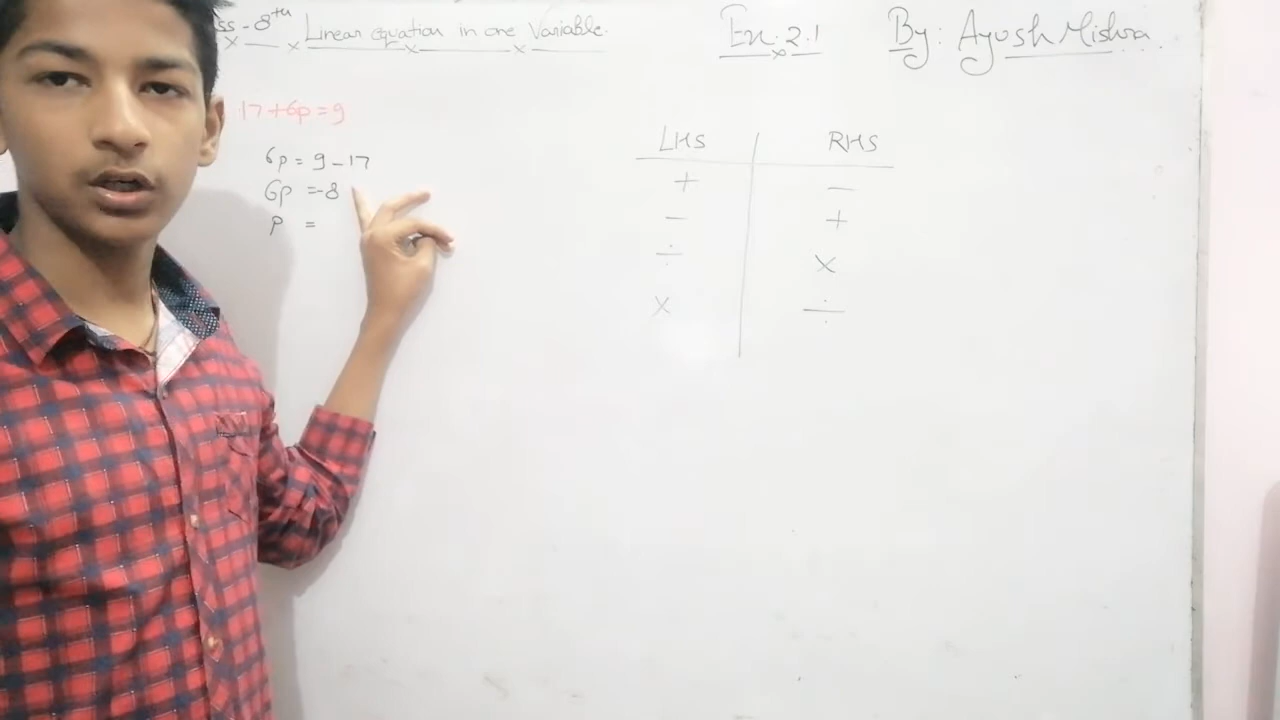 ss - 8th Linear equation in one Variable.
En. 2.1
By: Ayush Mishra
17+6p=9
6p = 9-17
6p = -8
p =
LHS RHS
+ -
- +
÷ ×
× ÷